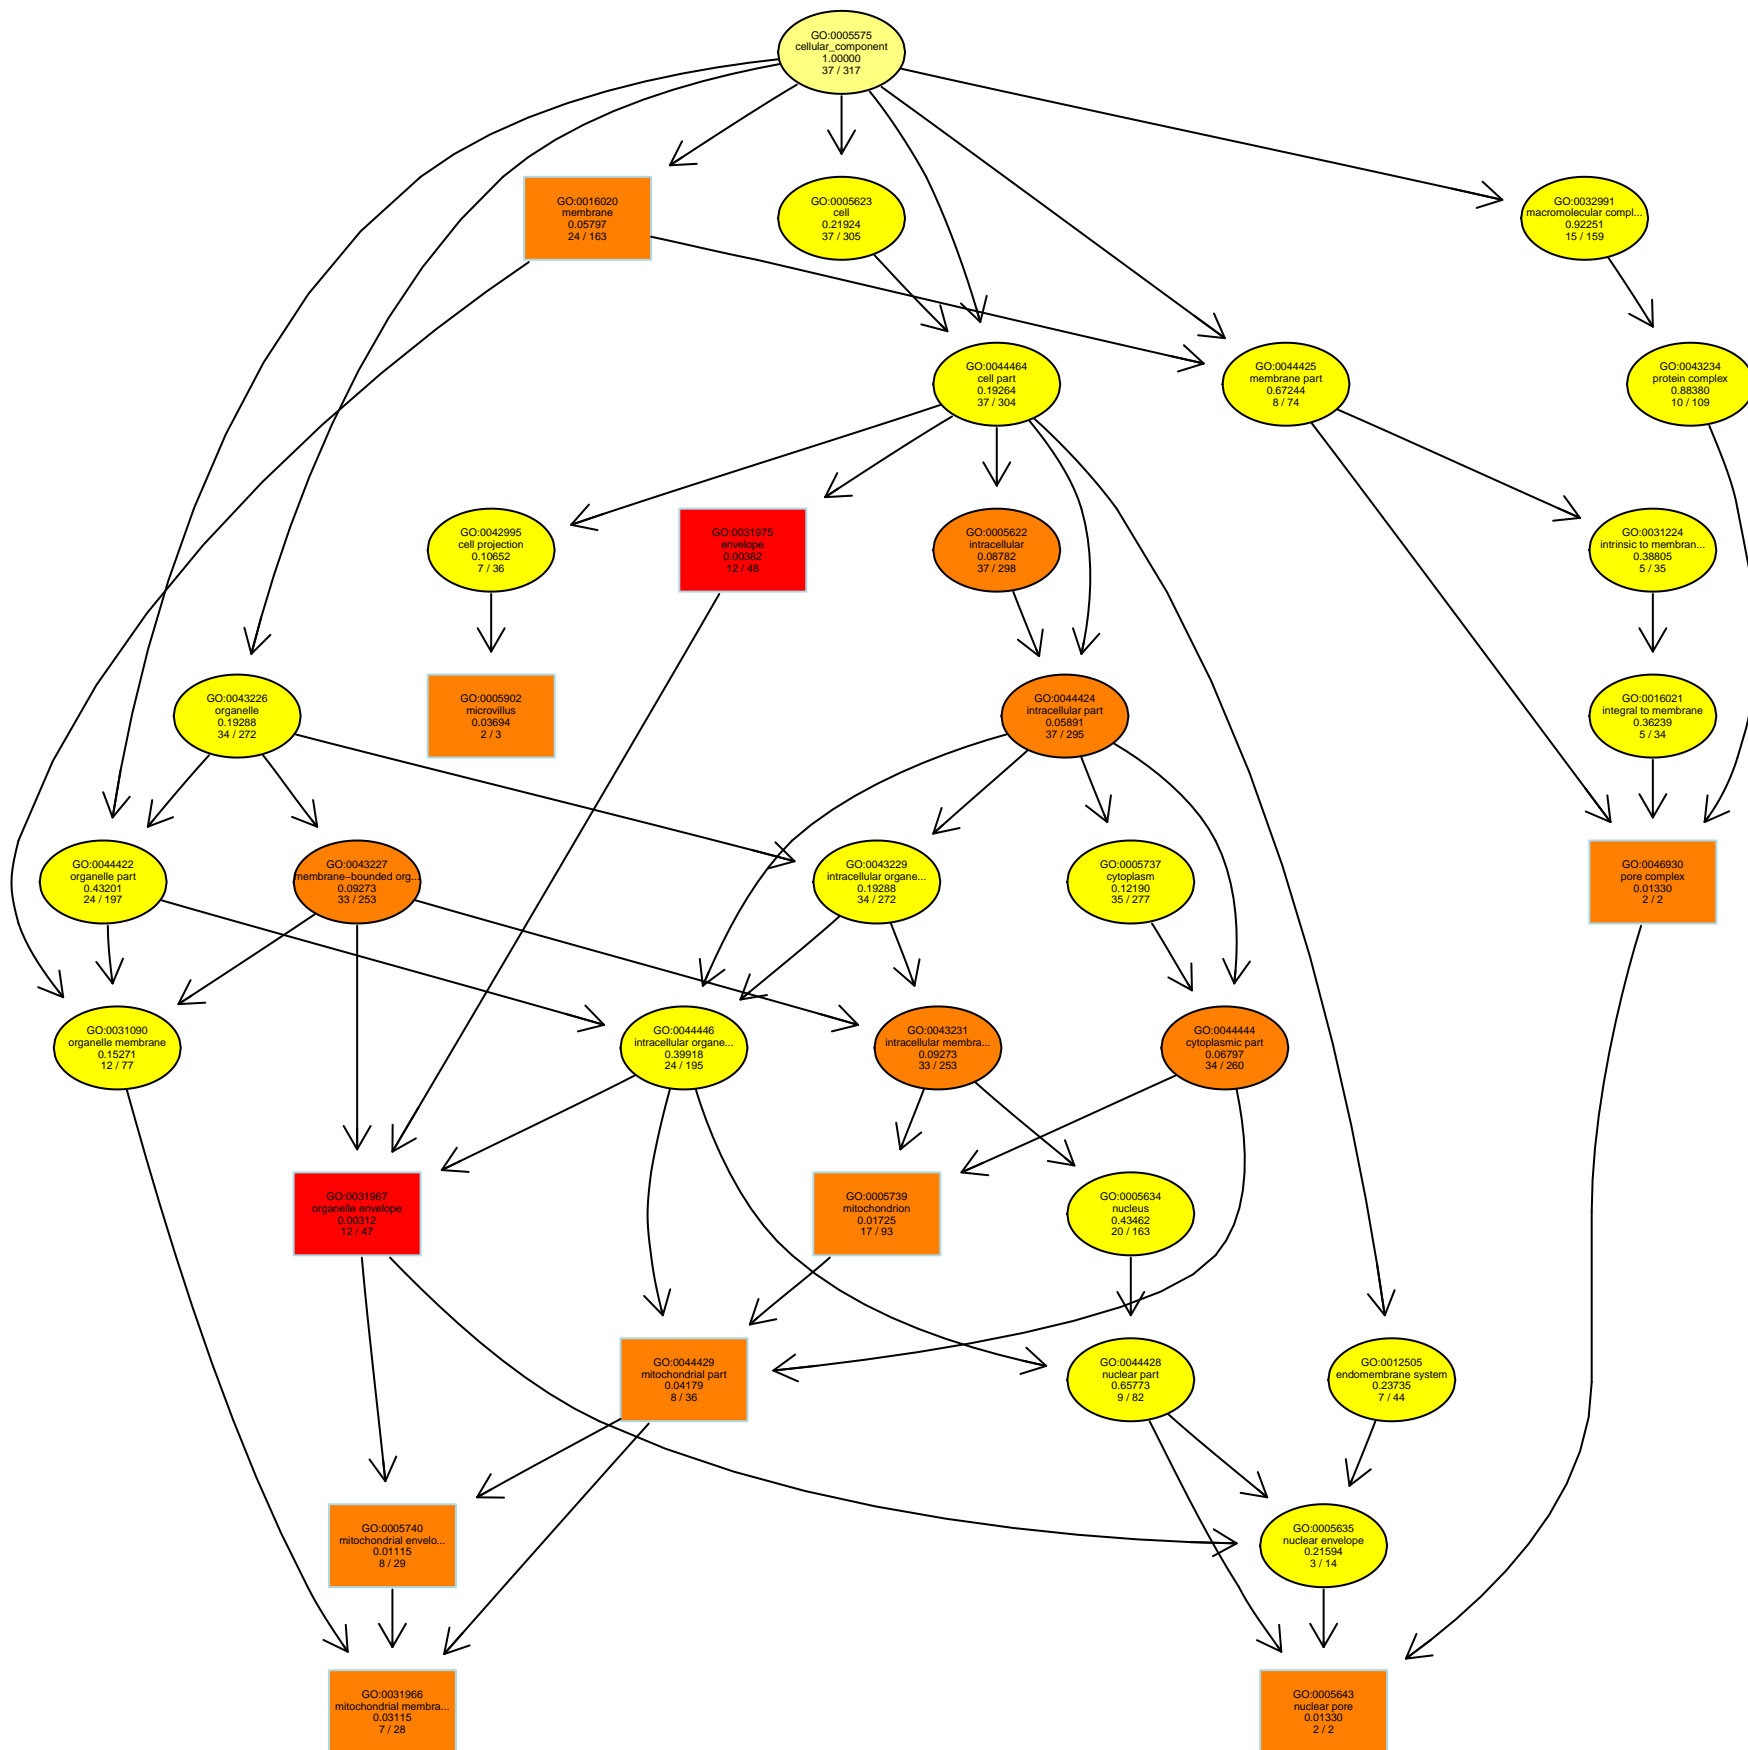 GO:0005575
cellular_component
1.00000
37 / 317
GO:0016020
membrane
0.05797
24 / 163
GO:0005623
cell
0.21924
37 / 305
GO:0032991
macromolecular compl...
0.92251
15 / 159
GO:0044464
cell part
0.19264
37 / 304
GO:0044425
membrane part
0.67244
8 / 74
GO:0043234
protein complex
0.88380
10 / 109
GO:0042995
cell projection
0.10652
7 / 36
GO:0031975
envelope
0.00382
12 / 48
GO:0005622
intracellular
0.08782
37 / 298
GO:0031224
intrinsic to membran...
0.38805
5 / 35
GO:0043226
organelle
0.19288
34 / 272
GO:0005902
microvillus
0.03694
2 / 3
GO:0044424
intracellular part
0.05891
37 / 295
GO:0016021
integral to membrane
0.36239
5 / 34
GO:0044422
organelle part
0.43201
24 / 197
GO:0043227
membrane−bounded org...
0.09273
33 / 253
GO:0043229
intracellular organe...
0.19288
34 / 272
GO:0005737
cytoplasm
0.12190
35 / 277
GO:0046930
pore complex
0.01330
2 / 2
GO:0031090
organelle membrane
0.15271
12 / 77
GO:0044446
intracellular organe...
0.39918
24 / 195
GO:0043231
intracellular membra...
0.09273
33 / 253
GO:0044444
cytoplasmic part
0.06797
34 / 260
GO:0031967
organelle envelope
0.00312
12 / 47
GO:0005739
mitochondrion
0.01725
17 / 93
GO:0005634
nucleus
0.43462
20 / 163
GO:0044429
mitochondrial part
0.04179
8 / 36
GO:0044428
nuclear part
0.65773
9 / 82
GO:0012505
endomembrane system
0.23735
7 / 44
GO:0005740
mitochondrial envelo...
0.01115
8 / 29
GO:0005635
nuclear envelope
0.21594
3 / 14
GO:0031966
mitochondrial membra...
0.03115
7 / 28
GO:0005643
nuclear pore
0.01330
2 / 2